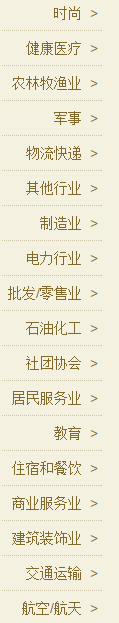 时尚 >
健康医疗 >
农林牧渔业 >
军事 >
物流快递 >
其他行业 >
制造业 >
电力行业 >
批发/零售业 >
石油化工 >
社团协会 >
居民服务业 >
教育 >
住宿和餐饮 >
商业服务业 >
建筑装饰业 >
交通运输 >
航空/航天 >